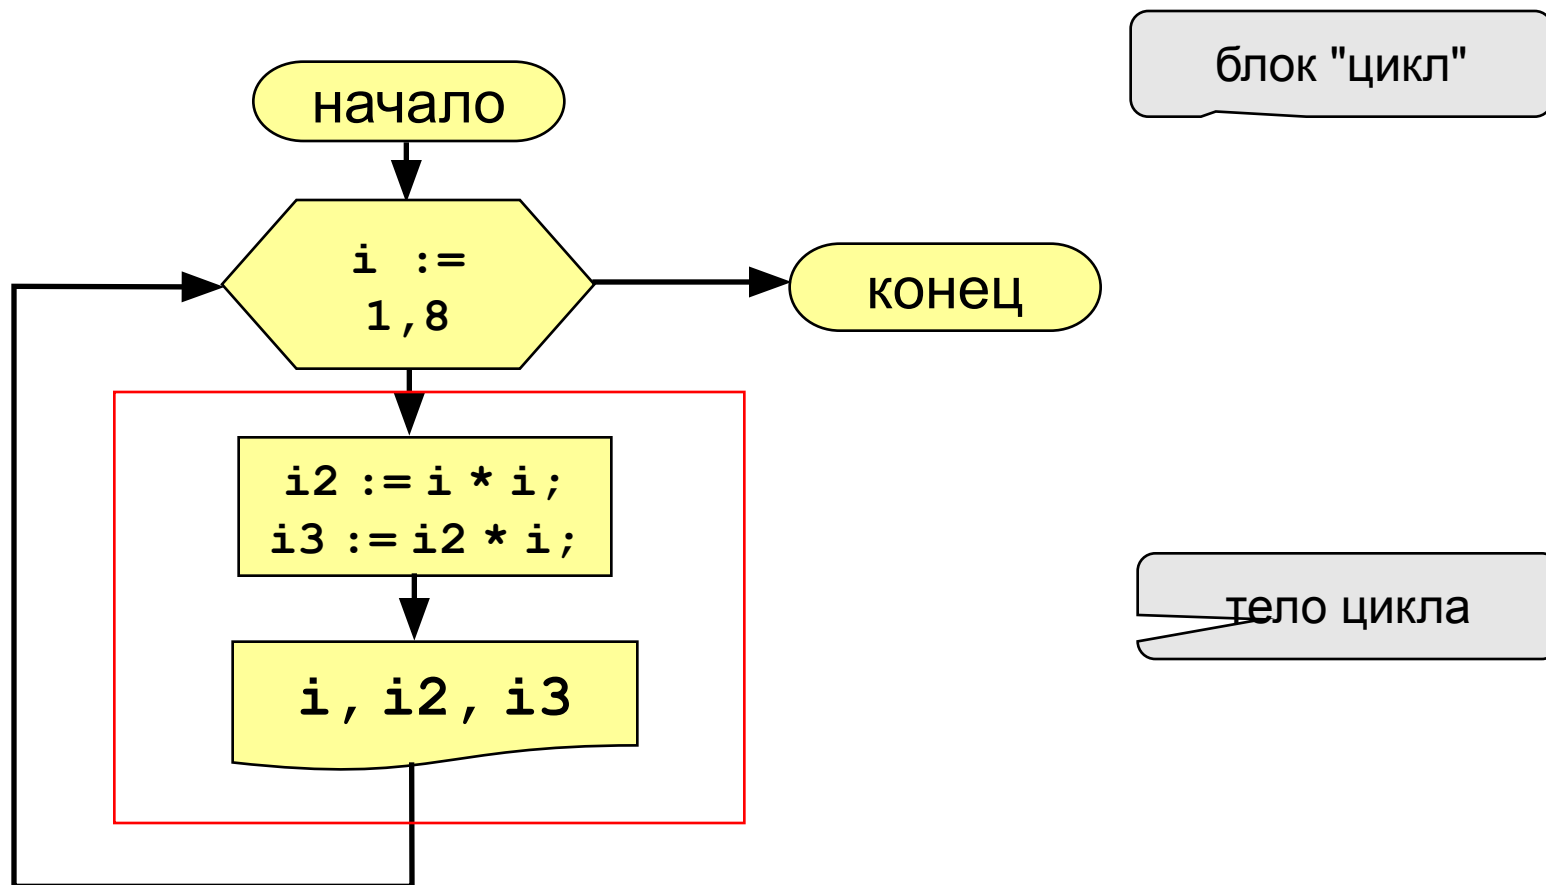 блок "цикл"
начало
i :=
1,8
конец
i2 := i * i;
i3 := i2 * i;
тело цикла
i, i2, i3